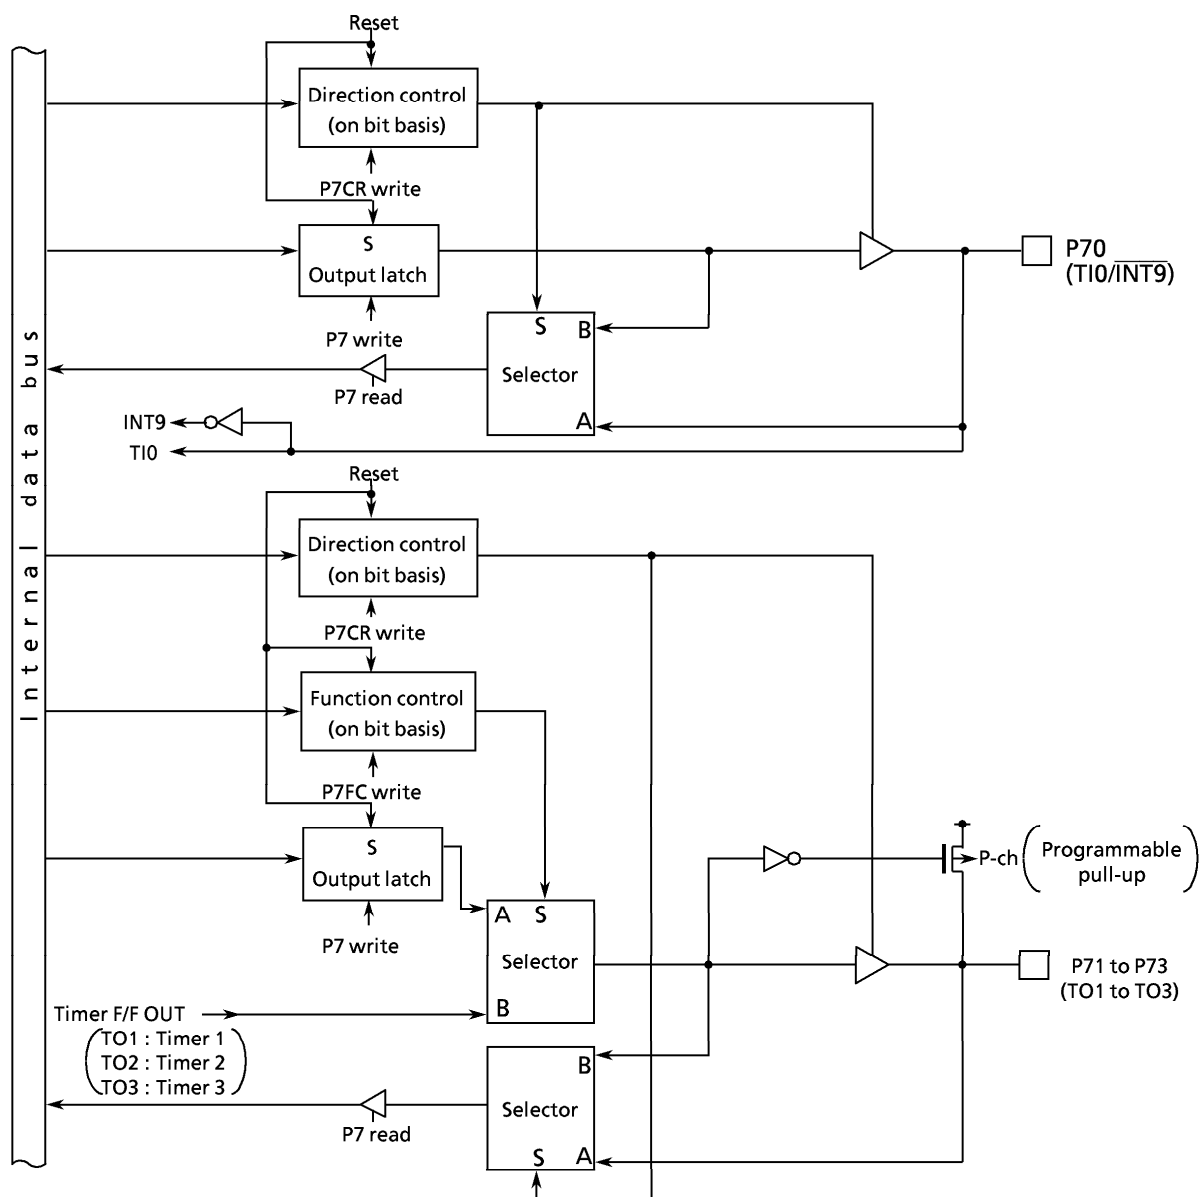 Reset
Direction control
(on bit basis)
P7CR write
S
Output latch
P7 write
P70
(TI0/INT9)
S
B
Selector
A
P7 read
INT9
TI0
Internal data bus
Reset
Direction control
(on bit basis)
P7CR write
Function control
(on bit basis)
P7FC write
S
Output latch
P7 write
P-ch
Programmable
pull-up
A S
Selector
B
P71 to P73
(TO1 to TO3)
Timer F/F OUT
TO1 : Timer 1
TO2 : Timer 2
TO3 : Timer 3
B
Selector
S A
P7 read